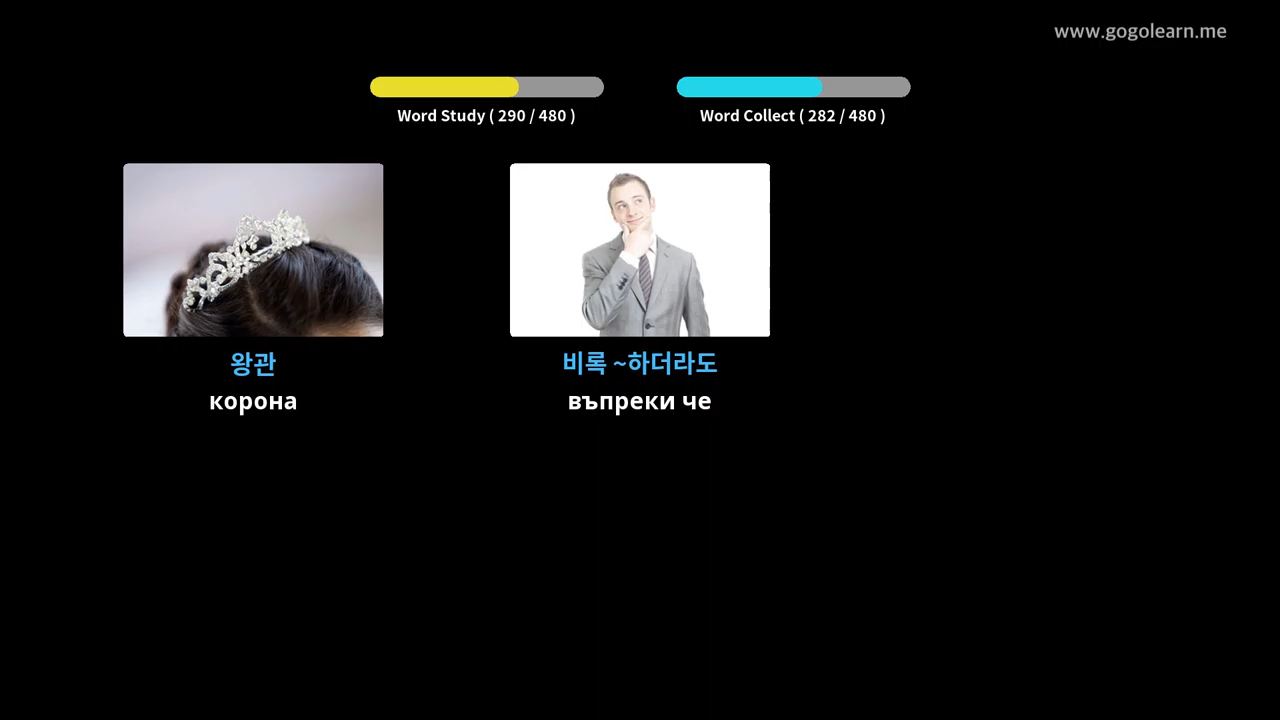 www.gogolearn.me
Word Study ( 290 / 480 )
Word Collect ( 282 / 480 )
왕관
корона
비록 ~하더라도
въпреки че